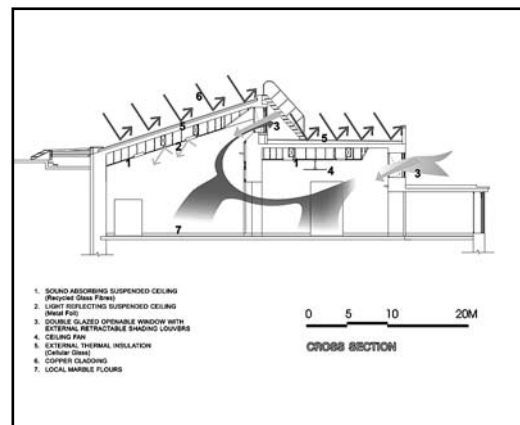 6
5
3
5
1
2
1
4
3
7
1. SOUND ABSORBING SUSPENDED CEILING
(Recycled Glass Fibres)
2. LIGHT REFLECTING SUSPENDED CEILING
(Metal Foil)
3. DOUBLE GLAZED OPENABLE WINDOW WITH
EXTERNAL RETRACTABLE SHADING LOUVERS
4. CEILING FAN
5. EXTERNAL THERMAL INSULATION
(Cellular Glass)
6. COPPER CLADDING
7. LOCAL MARBLE FLOURS
0 5 10 20M
CROSS SECTION